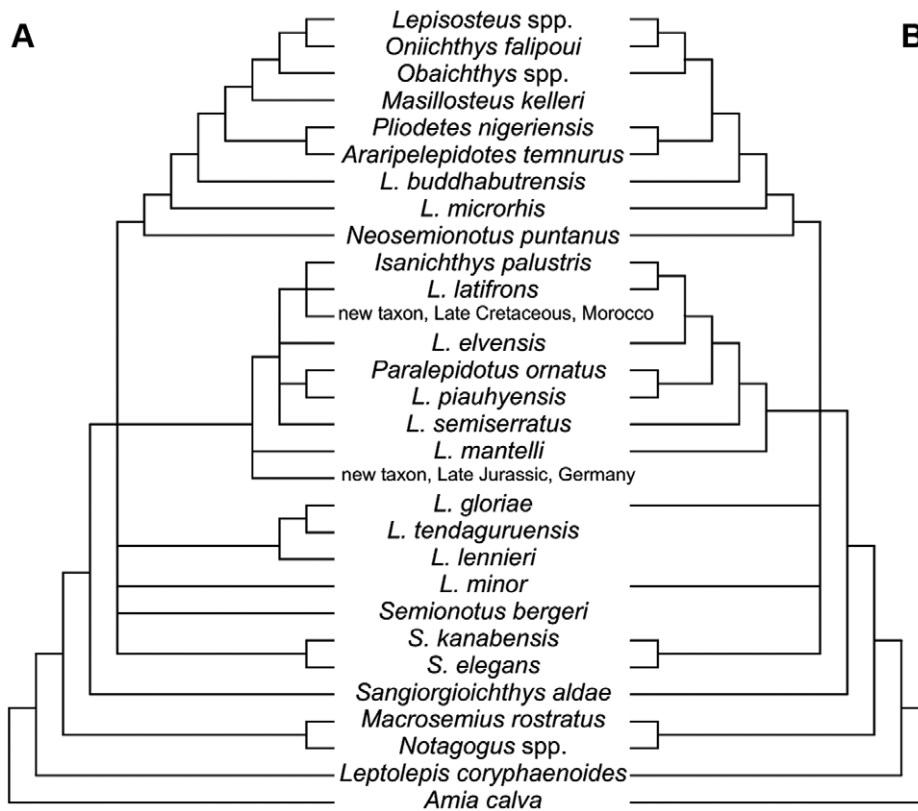 A
B
Lepisosteus spp.
Oniichthys falipoui
Obaichthys spp.
Masillosteus kelleri
Pliodetes nigeriensis
Araripelepidotes temnurus
L. buddhabutrensis
L. microrhis
Neosemionotus puntanus
Isanichthys palustris
L. latifrons
new taxon, Late Cretaceous, Morocco
L. elvensis
Paralepidotus ornatus
L. piauhyensis
L. semiserratus
L. mantelli
new taxon, Late Jurassic, Germany
L. gloriae
L. tendaguruensis
L. lennieri
L. minor
Semionotus bergeri
S. kanabensis
S. elegans
Sangiorgioichthys aldae
Macrosemius rostratus
Notagogus spp.
Leptolepis coryphaenoides
Amia calva